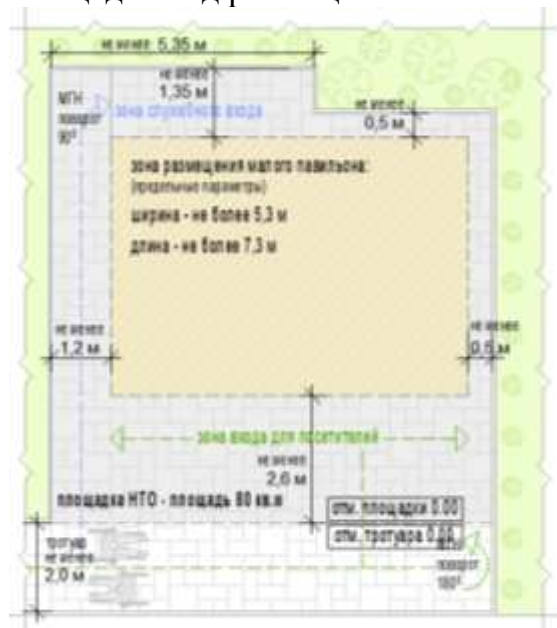 не менее 5,35 м
не менее
1,35 м
МГН
поворот
90°
зона служебного входа
не менее
0,5 м
зона размещения малого павильона:
(предельные параметры)
ширина - не более 5,3 м
длина - не более 7,3 м
не менее
1,2 м
не менее
0,5 м
зона входа для посетителей
не менее
2,6 м
площадка НТО - площадь 80 кв.м
отм. площадки 0.00
отм. тротуара 0.00
тротуар
не менее
2,0 м
поворот
180°